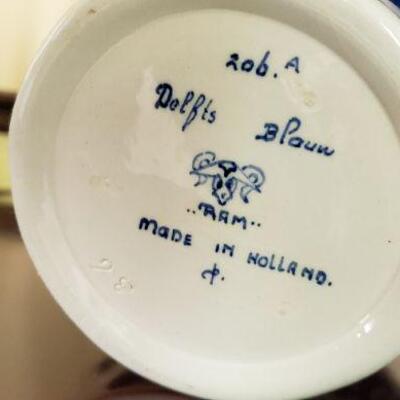 206. A
Delfts Blauw
"RAM"
MADE IN HOLLAND.